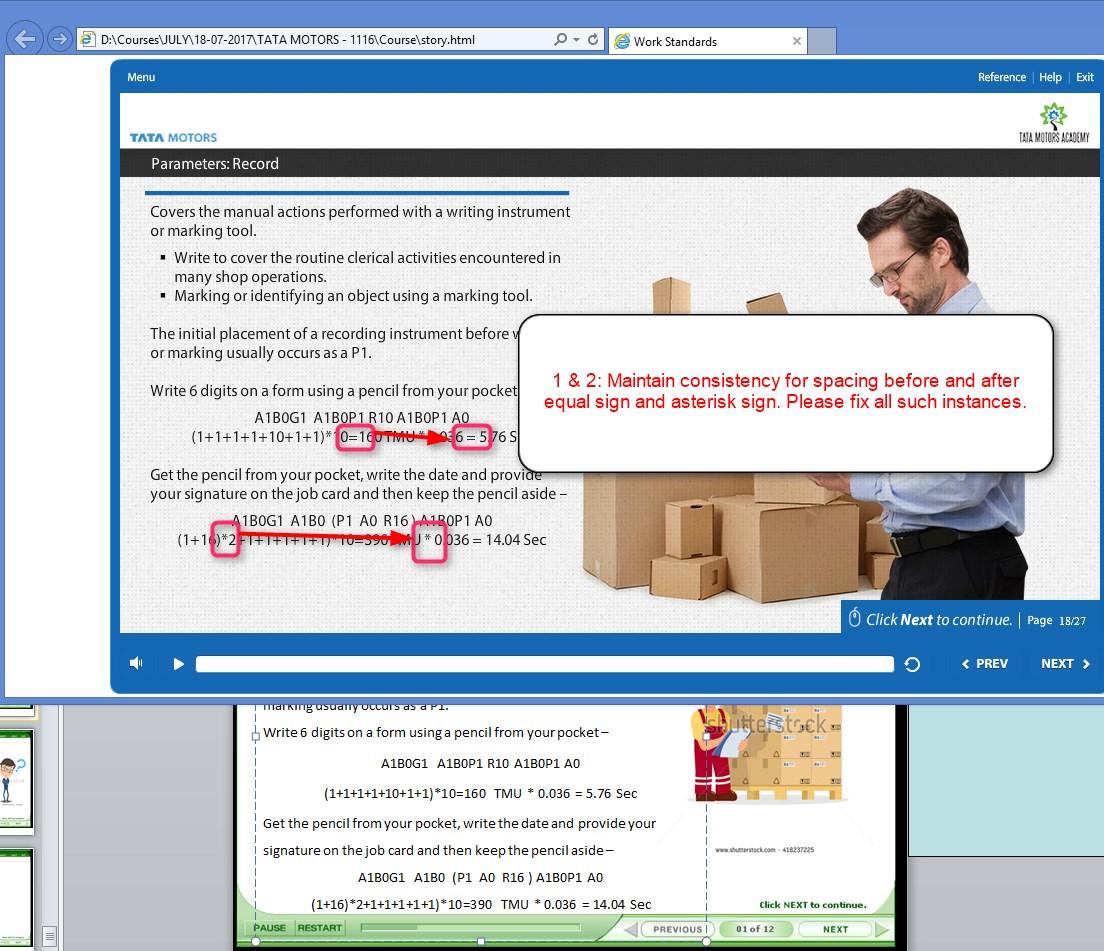 D:\Courses\JULY\18-07-2017\TATA MOTORS - 1116\Course\story.html
Work Standards
Menu
Reference | Help | Exit
TATA MOTORS
TATA MOTORS ACADEMY
Parameters: Record
Covers the manual actions performed with a writing instrument
or marking tool.
▪ Write to cover the routine clerical activities encountered in
many shop operations.
▪ Marking or identifying an object using a marking tool.
The initial placement of a recording instrument before
or marking usually occurs as a P1.
Write 6 digits on a form using a pencil from your pocket
A1B0G1 A1B0P1 R10 A1B0P1 A0
(1+1+1+1+10+1+1)*10=160 TMU * 0.036 = 5.76 S
Get the pencil from your pocket, write the date and provide
your signature on the job card and then keep the pencil aside –
A1B0G1 A1B0 (P1 A0 R16 ) A1B0P1 A0
(1+16)*2+1+1+1+1+1+1)*10=390 TMU * 0.036 = 14.04 Sec
1 & 2: Maintain consistency for spacing before and after
equal sign and asterisk sign. Please fix all such instances.
Click Next to continue. | Page 18/27
PREV NEXT
marking usually occurs as a P1.
Write 6 digits on a form using a pencil from your pocket –
A1B0G1 A1B0P1 R10 A1B0P1 A0
(1+1+1+1+10+1+1)*10=160 TMU * 0.036 = 5.76 Sec
Get the pencil from your pocket, write the date and provide your
signature on the job card and then keep the pencil aside –
A1B0G1 A1B0 (P1 A0 R16 ) A1B0P1 A0
(1+16)*2+1+1+1+1+1+1)*10=390 TMU * 0.036 = 14.04 Sec
shutterstock
www.shutterstock.com · 418237225
Click NEXT to continue.
PAUSE RESTART PREVIOUS 01 of 12 NEXT